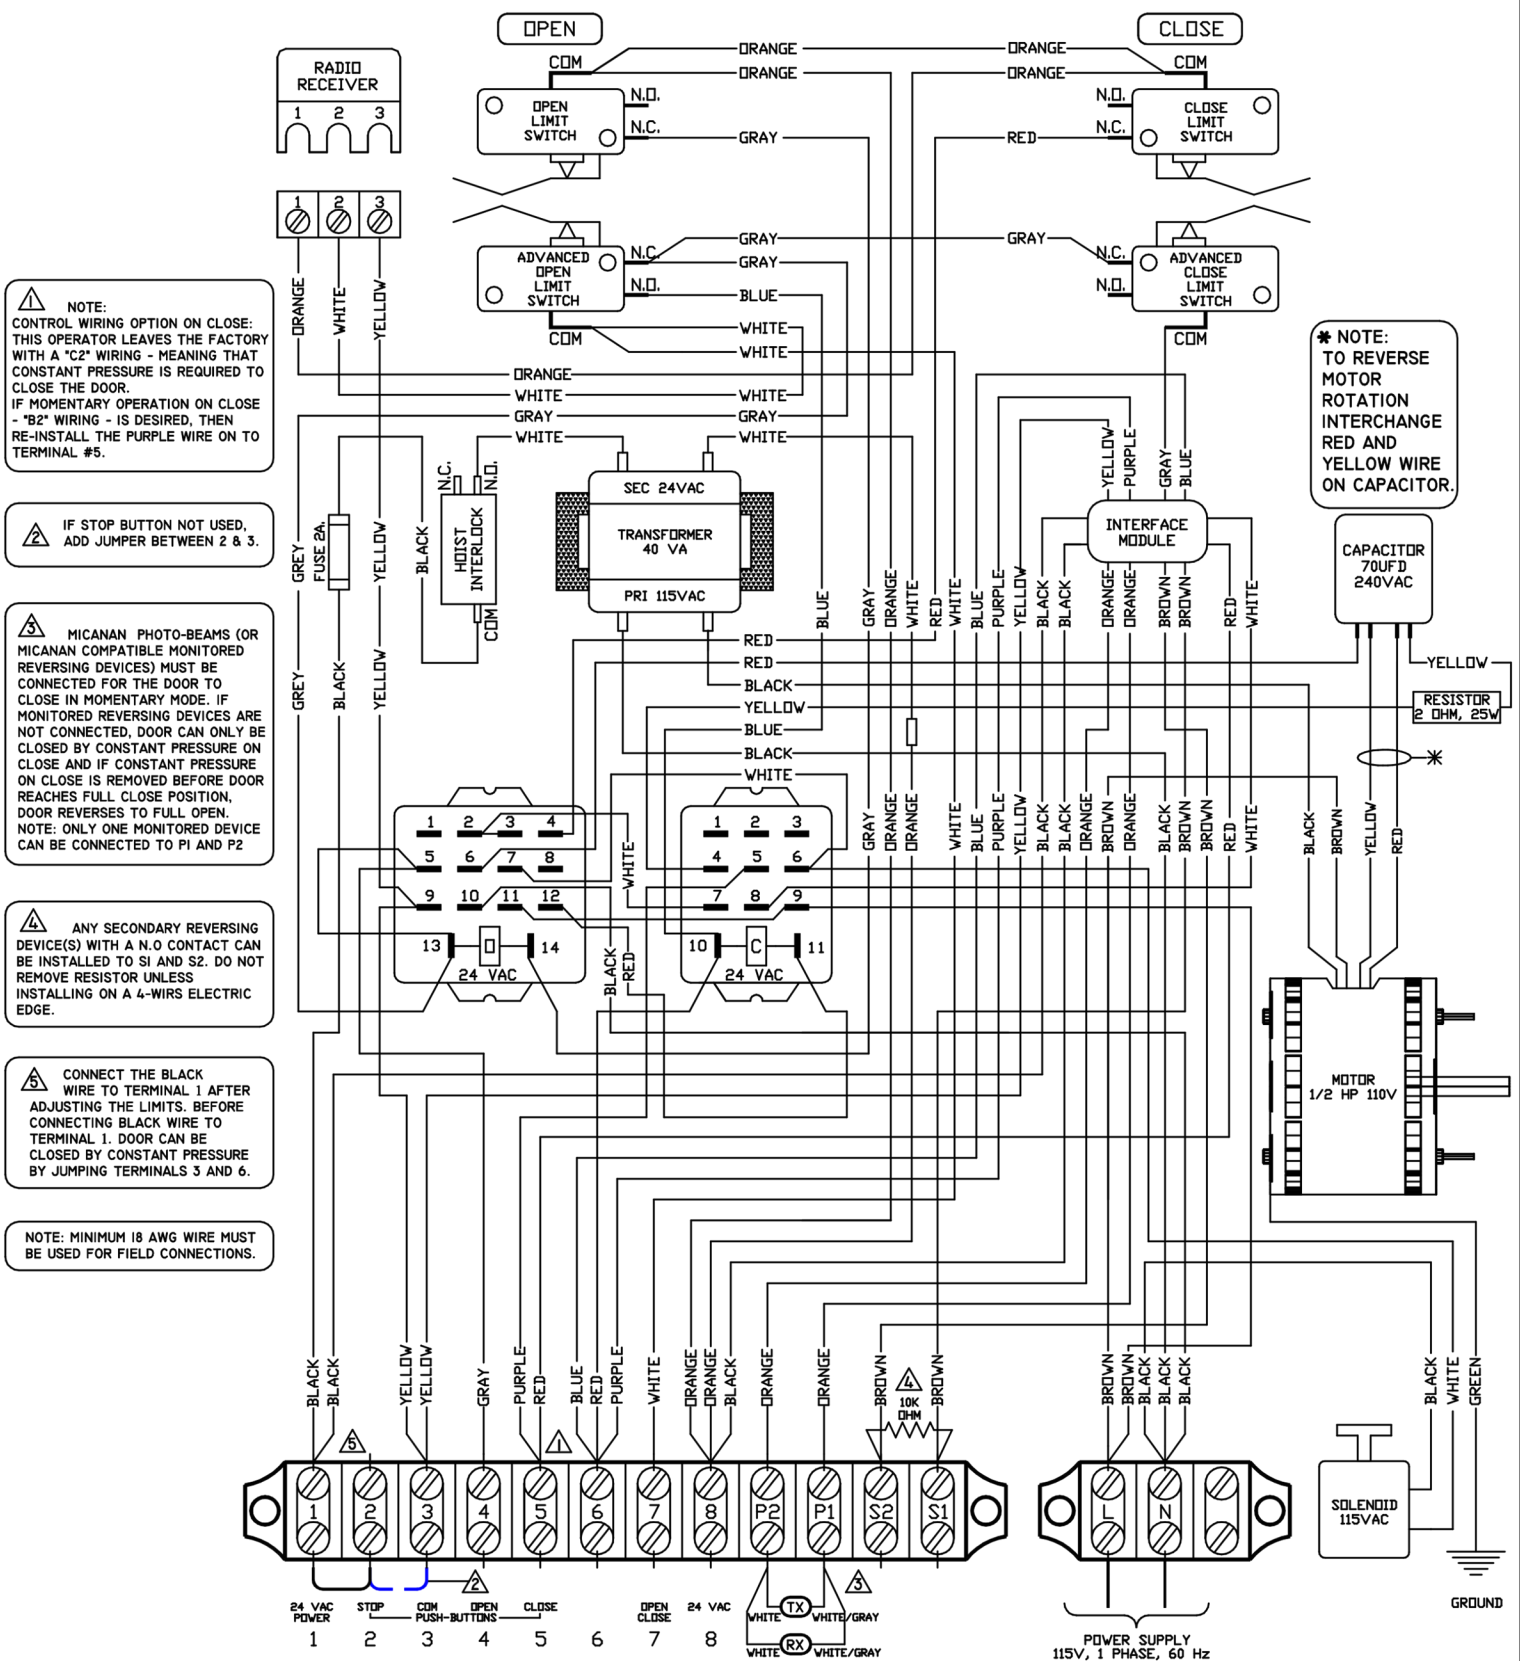 OPEN
CLOSE
RADIO
RECEIVER
1 2 3
COM
ORANGE
ORANGE
COM
ORANGE
ORANGE
OPEN
LIMIT
SWITCH
N.O.
N.C.
GRAY
RED
N.O.
N.C.
CLOSE
LIMIT
SWITCH
1 2 3
ADVANCED
OPEN
LIMIT
SWITCH
N.C.
N.O.
COM
GRAY
GRAY
GRAY
BLUE
WHITE
WHITE
N.C.
N.O.
ADVANCED
CLOSE
LIMIT
SWITCH
COM
ORANGE
WHITE
YELLOW
ORANGE
WHITE
WHITE
GRAY
GRAY
WHITE
WHITE
1 NOTE:
CONTROL WIRING OPTION ON CLOSE:
THIS OPERATOR LEAVES THE FACTORY
WITH A "C2" WIRING - MEANING THAT
CONSTANT PRESSURE IS REQUIRED TO
CLOSE THE DOOR.
IF MOMENTARY OPERATION ON CLOSE
- "B2" WIRING - IS DESIRED, THEN
RE-INSTALL THE PURPLE WIRE ON TO
TERMINAL #5.
2 IF STOP BUTTON NOT USED,
ADD JUMPER BETWEEN 2 & 3.
3 MICANAN PHOTO-BEAMS (OR
MICANAN COMPATIBLE MONITORED
REVERSING DEVICES) MUST BE
CONNECTED FOR THE DOOR TO
CLOSE IN MOMENTARY MODE. IF
MONITORED REVERSING DEVICES ARE
NOT CONNECTED, DOOR CAN ONLY BE
CLOSED BY CONSTANT PRESSURE ON
CLOSE AND IF CONSTANT PRESSURE
ON CLOSE IS REMOVED BEFORE DOOR
REACHES FULL CLOSE POSITION,
DOOR REVERSES TO FULL OPEN.
NOTE: ONLY ONE MONITORED DEVICE
CAN BE CONNECTED TO P1 AND P2
4 ANY SECONDARY REVERSING
DEVICE(S) WITH A N.O CONTACT CAN
BE INSTALLED TO S1 AND S2. DO NOT
REMOVE RESISTOR UNLESS
INSTALLING ON A 4-WIRS ELECTRIC
EDGE.
5 CONNECT THE BLACK
WIRE TO TERMINAL 1 AFTER
ADJUSTING THE LIMITS. BEFORE
CONNECTING BLACK WIRE TO
TERMINAL 1. DOOR CAN BE
CLOSED BY CONSTANT PRESSURE
BY JUMPING TERMINALS 3 AND 6.
NOTE: MINIMUM 18 AWG WIRE MUST
BE USED FOR FIELD CONNECTIONS.
* NOTE:
TO REVERSE
MOTOR
ROTATION
INTERCHANGE
RED AND
YELLOW WIRE
ON CAPACITOR.
GREY
FUSE 2A.
YELLOW
BLACK
N.C.
N.O.
HOIST
INTERLOCK
COM
SEC 24VAC
TRANSFORMER
40 VA
PRI 115VAC
YELLOW
PURPLE
GRAY
BLUE
INTERFACE
MODULE
CAPACITOR
70UFD
240VAC
GREY
BLACK
YELLOW
BLUE
GRAY
ORANGE
WHITE
RED
WHITE
BLUE
PURPLE
YELLOW
BLACK
BLACK
ORANGE
ORANGE
BROWN
BROWN
RED
WHITE
RED
RED
BLACK
YELLOW
BLUE
BLACK
WHITE
YELLOW
RESISTOR
2 OHM, 25W
*
1 2 3 4
5 6 7 8
9 10 11 12
13 O 14
24 VAC
WHITE
BLACK
RED
1 2 3
4 5 6
7 8 9
10 C 11
24 VAC
GRAY
ORANGE
ORANGE
WHITE
BLUE
PURPLE
YELLOW
BLACK
BLACK
ORANGE
BROWN
ORANGE
BLACK
BROWN
BROWN
RED
WHITE
BLACK
BROWN
YELLOW
RED
MOTOR
1/2 HP 110V
BLACK
BLACK
YELLOW
YELLOW
GRAY
PURPLE
RED
BLUE
RED
PURPLE
WHITE
ORANGE
ORANGE
BLACK
ORANGE
ORANGE
BROWN
4
10K
OHM
BROWN
BROWN
BROWN
BLACK
BLACK
BLACK
BLACK
WHITE
GREEN
5
1
1 2 3 4 5 6 7 8 P2 P1 S2 S1
L N
SOLENOID
115VAC
2
3
24 VAC
POWER
STOP
COM
OPEN
CLOSE
PUSH-BUTTONS
OPEN
CLOSE
24 VAC
WHITE TX WHITE/GRAY
WHITE RX WHITE/GRAY
1 2 3 4 5 6 7 8
POWER SUPPLY
115V, 1 PHASE, 60 Hz
GROUND